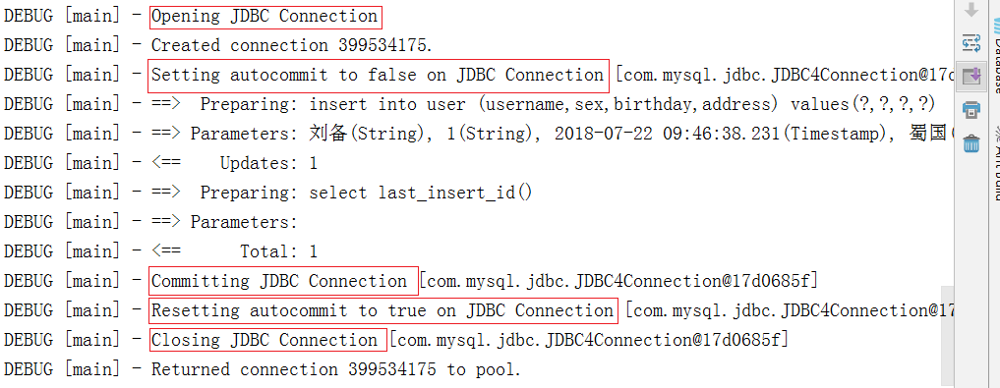 DEBUG [main] - Opening JDBC Connection
DEBUG [main] - Created connection 399534175.
DEBUG [main] - Setting autocommit to false on JDBC Connection [com.mysql.jdbc.JDBC4Connection@17d
DEBUG [main] - ==>  Preparing: insert into user (username,sex,birthday,address) values(?,?,?,?)
DEBUG [main] - ==> Parameters: 刘备(String), 1(String), 2018-07-22 09:46:38.231(Timestamp), 蜀国(
DEBUG [main] - <==    Updates: 1
DEBUG [main] - ==>  Preparing: select last_insert_id()
DEBUG [main] - ==> Parameters:
DEBUG [main] - <==      Total: 1
DEBUG [main] - Committing JDBC Connection [com.mysql.jdbc.JDBC4Connection@17d0685f]
DEBUG [main] - Resetting autocommit to true on JDBC Connection [com.mysql.jdbc.JDBC4Connection@17
DEBUG [main] - Closing JDBC Connection [com.mysql.jdbc.JDBC4Connection@17d0685f]
DEBUG [main] - Returned connection 399534175 to pool.
Database